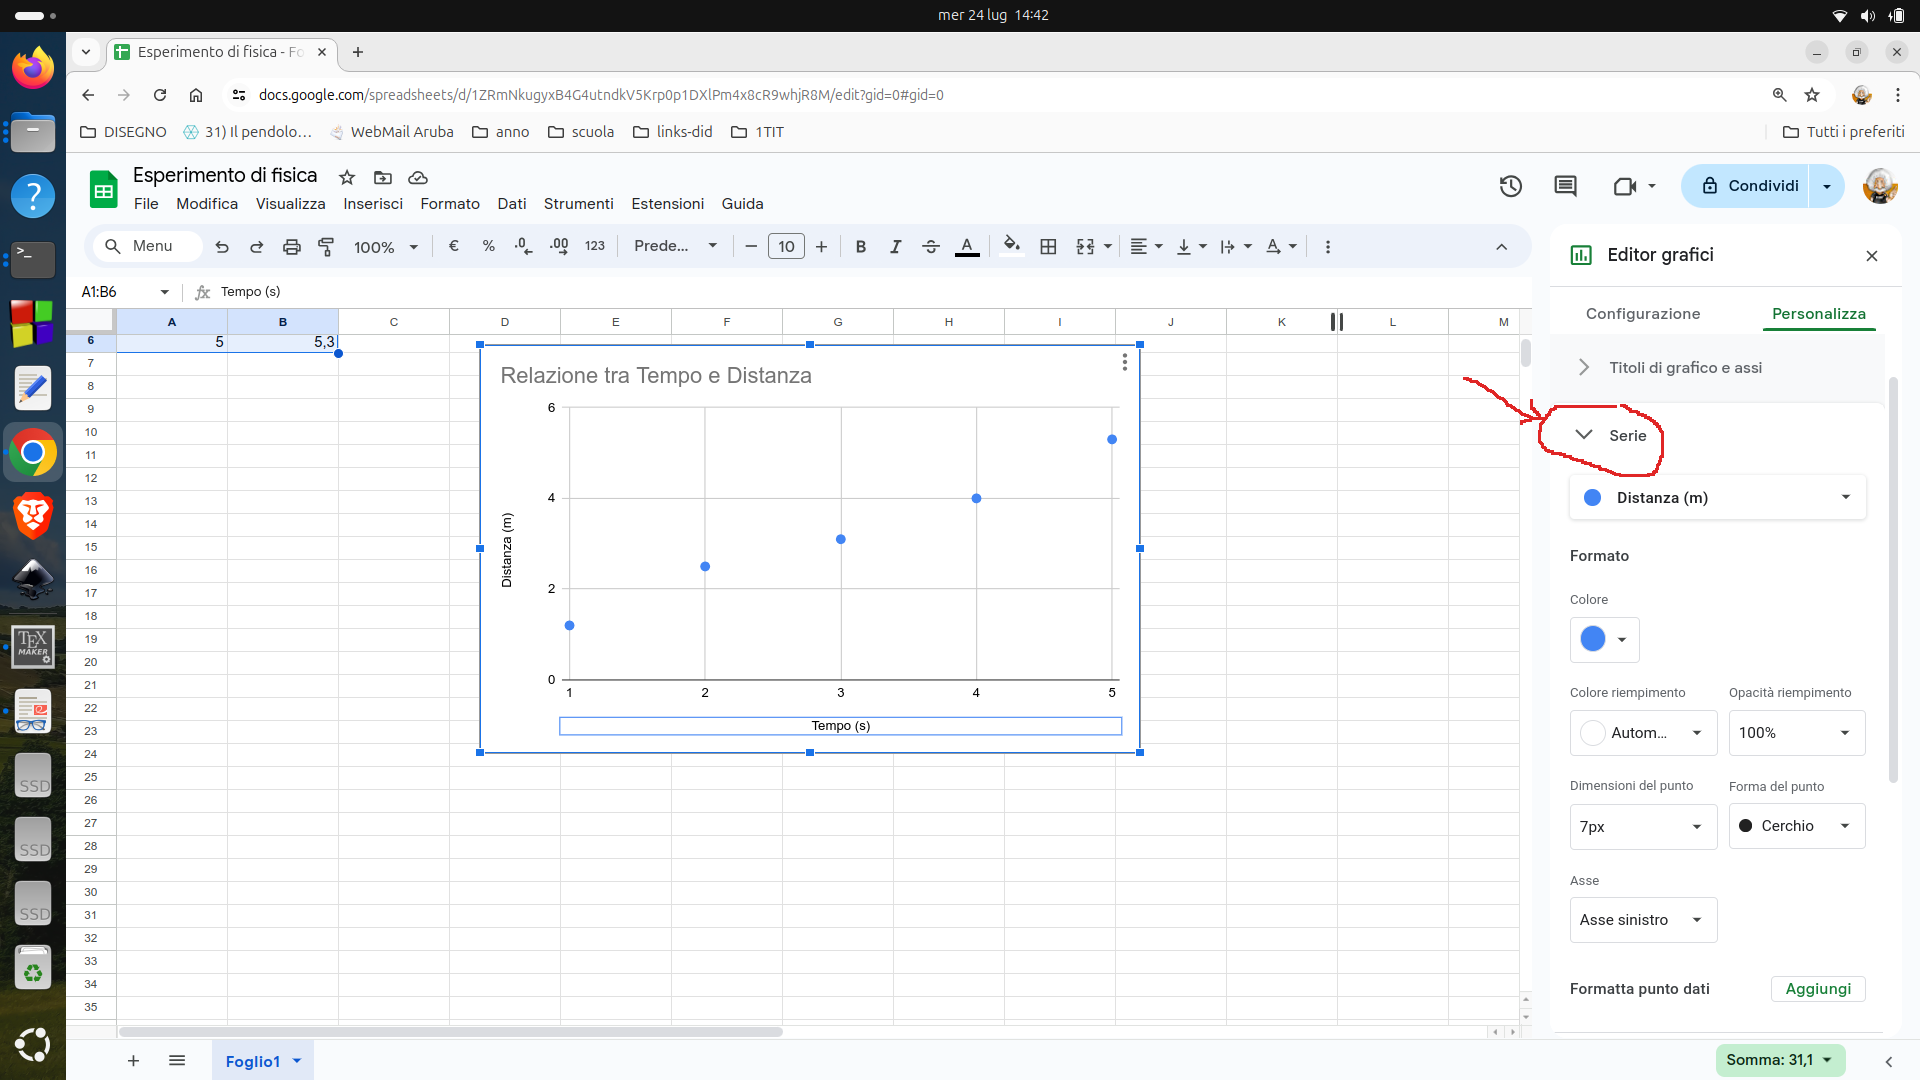 mer 24 lug 14:42
Esperimento di fisica - Fo
docs.google.com/spreadsheets/d/1ZRmNkugyxB4G4utndkV5Krp0p1DXlPm4x8cR9whjR8M/edit?gid=0#gid=0
DISEGNO 31) Il pendolo... WebMail Aruba anno scuola links-did 1TIT Tutti i preferiti
Esperimento di fisica
File Modifica Visualizza Inserisci Formato Dati Strumenti Estensioni Guida
Condividi
Menu 100% € % .0 .00 123 Prede... 10 B I S A
A1:B6 fx Tempo (s)
A B C D E F G H I J K L M
6 5 5,3
7
8
9
10
11
12
13
14
15
16
17
18
19
20
21
22
23
24
25
26
27
28
29
30
31
32
33
34
35
Relazione tra Tempo e Distanza
6
4
2
0
Distanza (m)
1 2 3 4 5
Tempo (s)
Editor grafici
Configurazione Personalizza
Titoli di grafico e assi
Serie
Distanza (m)
Formato
Colore
Colore riempimento Opacità riempimento
Autom... 100%
Dimensioni del punto Forma del punto
7px Cerchio
Asse
Asse sinistro
Formatta punto dati Aggiungi
Foglio1
Somma: 31,1
?
>_
TEX
MAKER
SSD
SSD
SSD